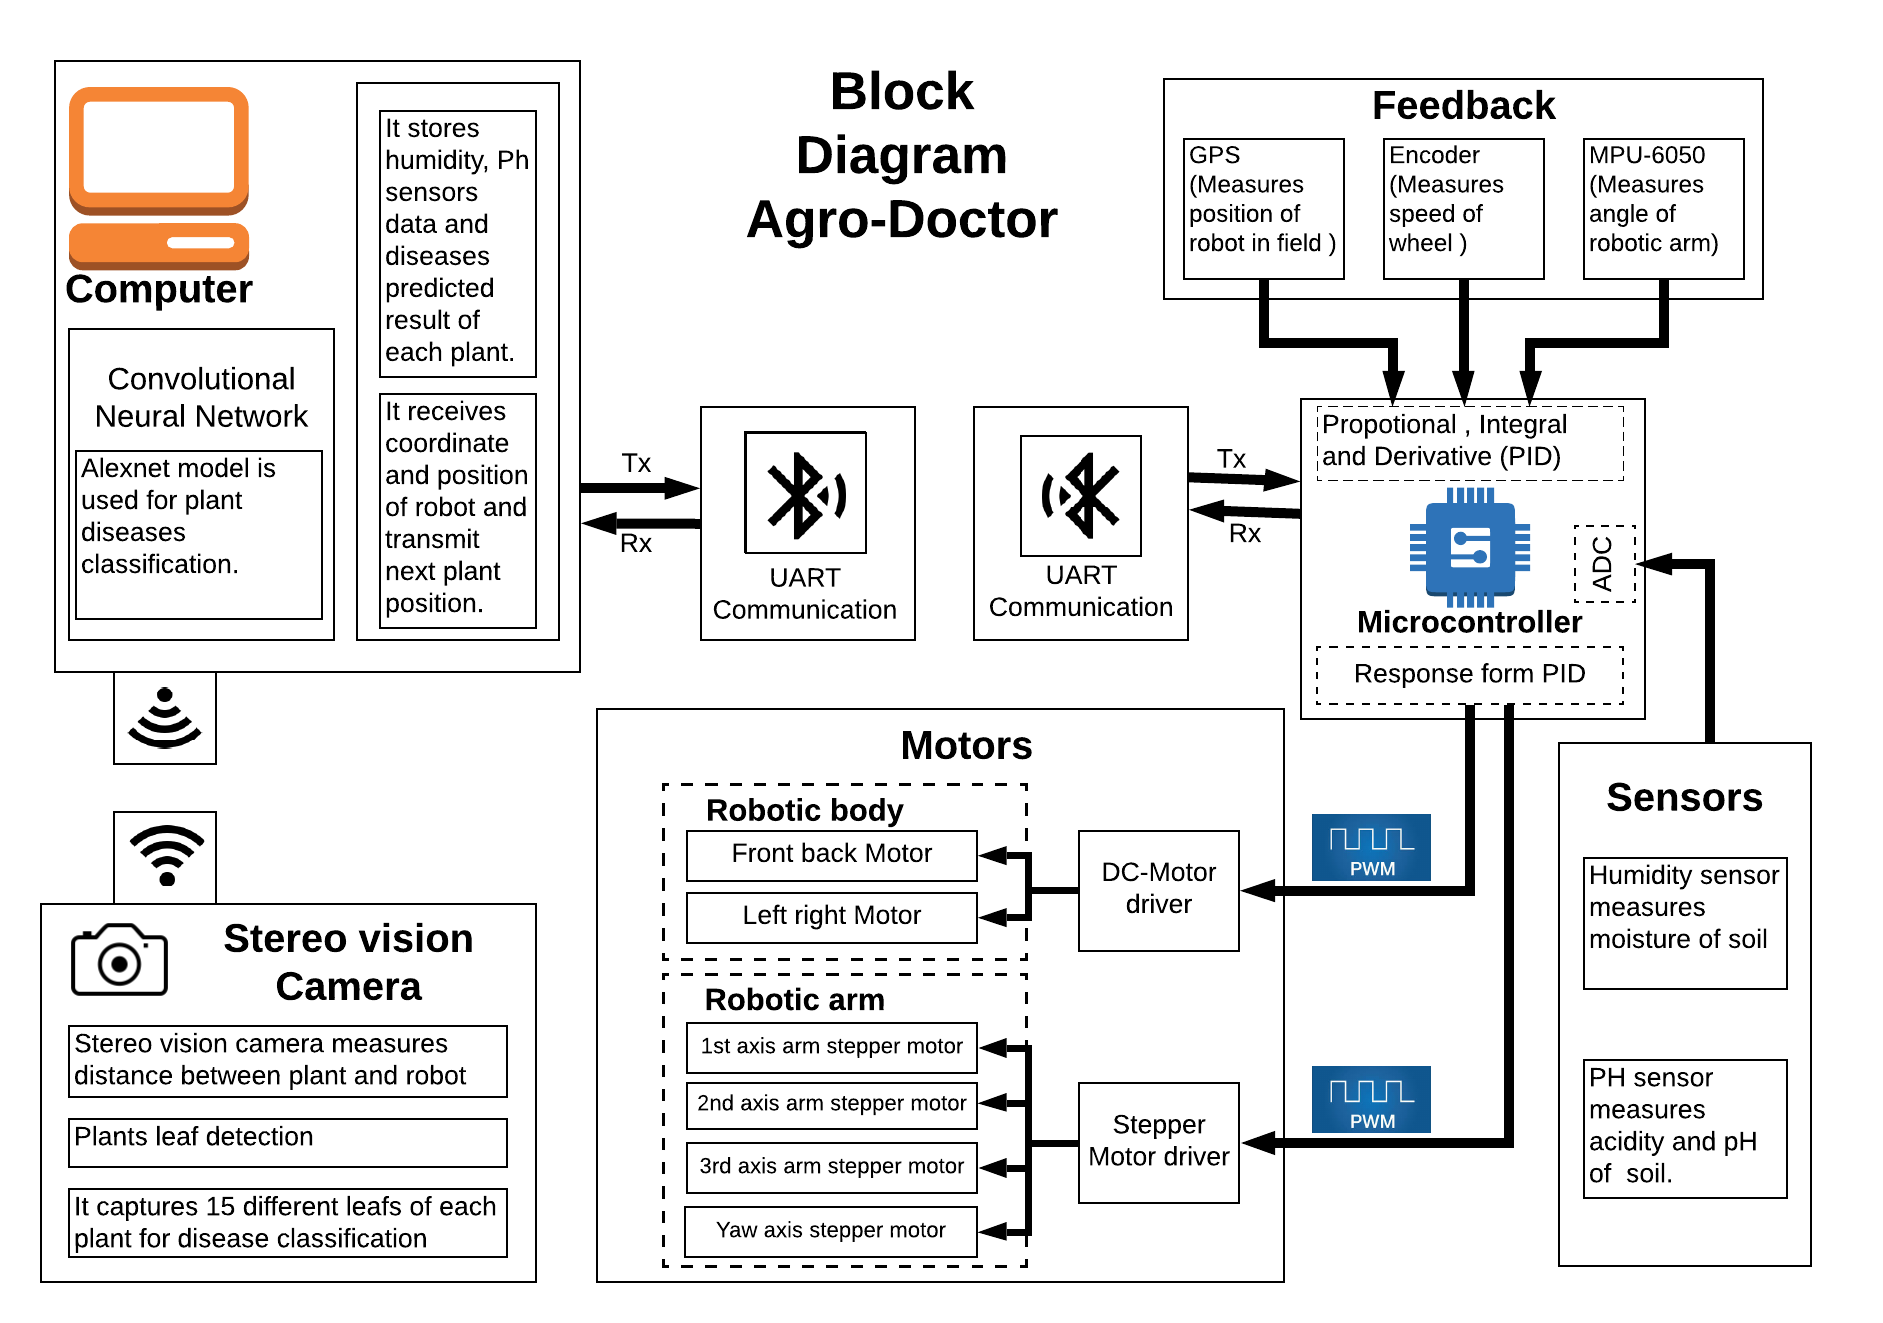 Block
Diagram
Agro-Doctor
Computer
Convolutional
Neural Network
Alexnet model is
used for plant
diseases
classification.
It stores
humidity, Ph
sensors
data and
diseases
predicted
result of
each plant.
It receives
coordinate
and position
of robot and
transmit
next plant
position.
Tx
Rx
UART
Communication
UART
Communication
Tx
Rx
Feedback
GPS
(Measures
position of
robot in field )
Encoder
(Measures
speed of
wheel )
MPU-6050
(Measures
angle of
robotic arm)
Propotional , Integral
and Derivative (PID)
ADC
Microcontroller
Response form PID
Stereo vision
Camera
Stereo vision camera measures
distance between plant and robot
Plants leaf detection
It captures 15 different leafs of each
plant for disease classification
Motors
Robotic body
Front back Motor
Left right Motor
Robotic arm
1st axis arm stepper motor
2nd axis arm stepper motor
3rd axis arm stepper motor
Yaw axis stepper motor
DC-Motor
driver
Stepper
Motor driver
PWM
PWM
Sensors
Humidity sensor
measures
moisture of soil
PH sensor
measures
acidity and pH
of  soil.